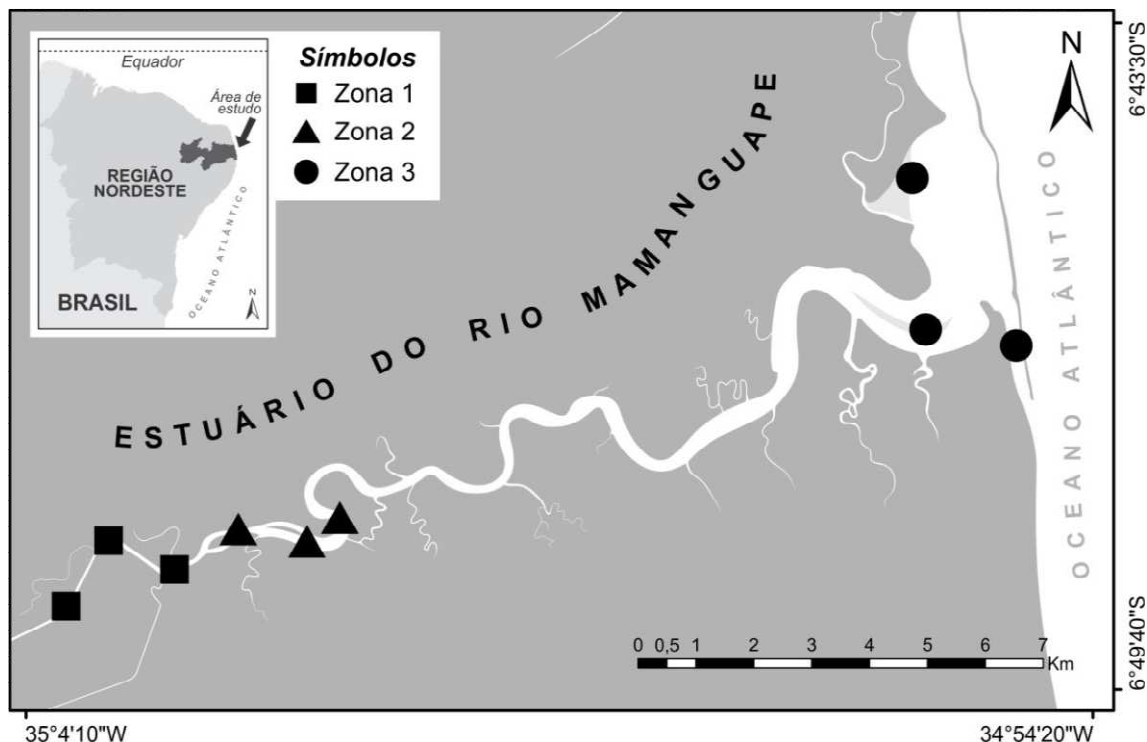 Equador
Área de
estudo
REGIÃO
NORDESTE
OCEANO ATLÂNTICO
BRASIL
N
Símbolos
Zona 1
Zona 2
Zona 3
ESTUÁRIO DO RIO MAMANGUAPE
N
OCEANO ATLÂNTICO
0 0,5 1 2 3 4 5 6 7
Km
6°43'30"S
6°49'40"S
35°4'10"W
34°54'20"W